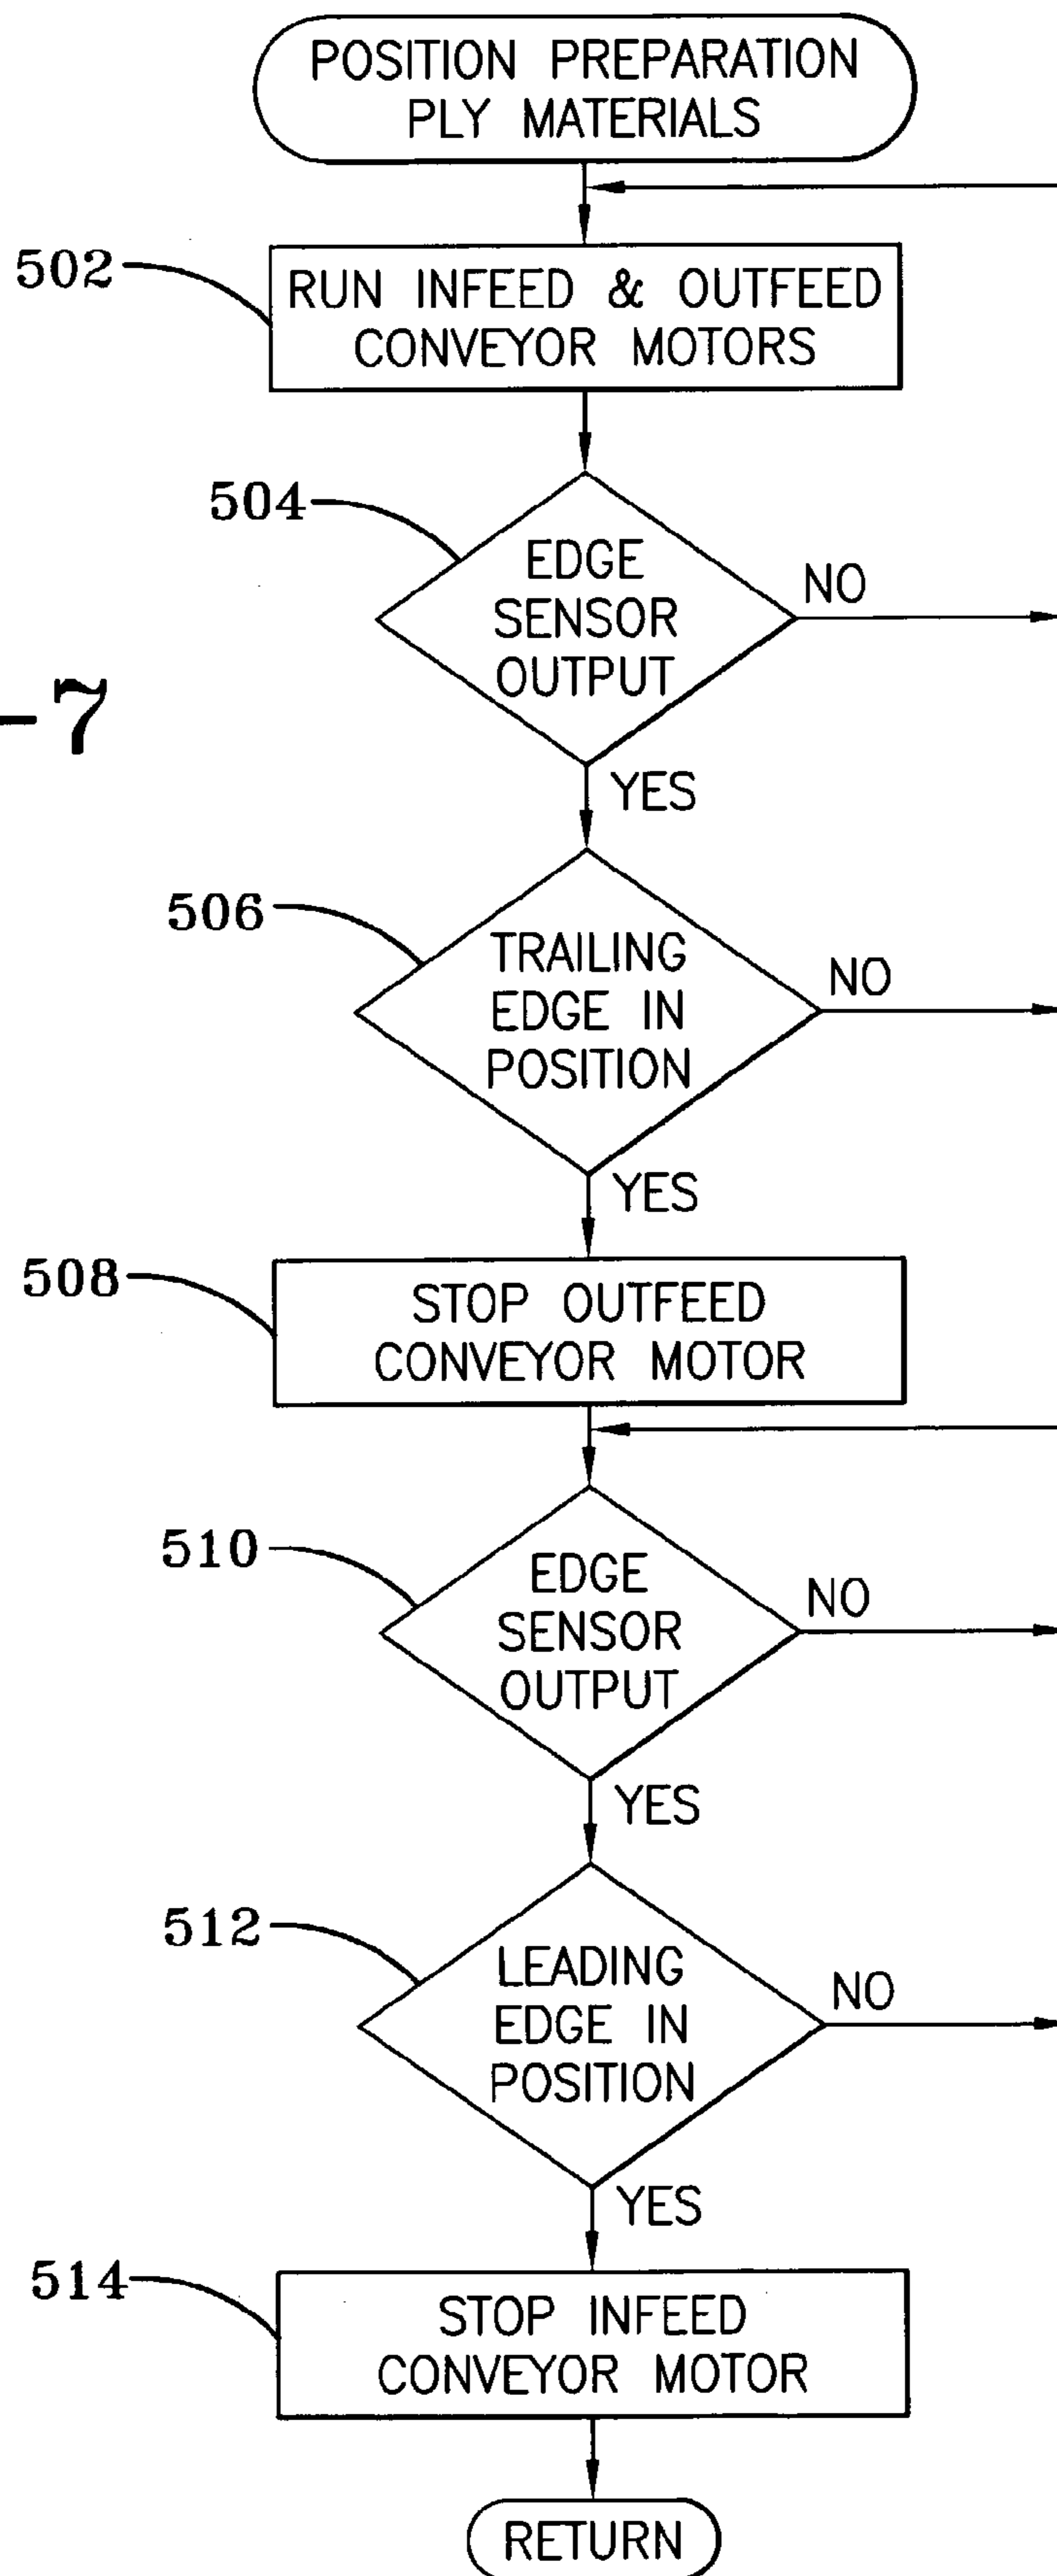 POSITION PREPARATION
PLY MATERIALS
502
RUN INFEED & OUTFEED
CONVEYOR MOTORS
504
EDGE
SENSOR
OUTPUT
NO
-7
YES
506
TRAILING
EDGE IN
POSITION
NO
YES
508
STOP OUTFEED
CONVEYOR MOTOR
510
EDGE
SENSOR
OUTPUT
NO
YES
512
LEADING
EDGE IN
POSITION
NO
YES
514
STOP INFEED
CONVEYOR MOTOR
RETURN